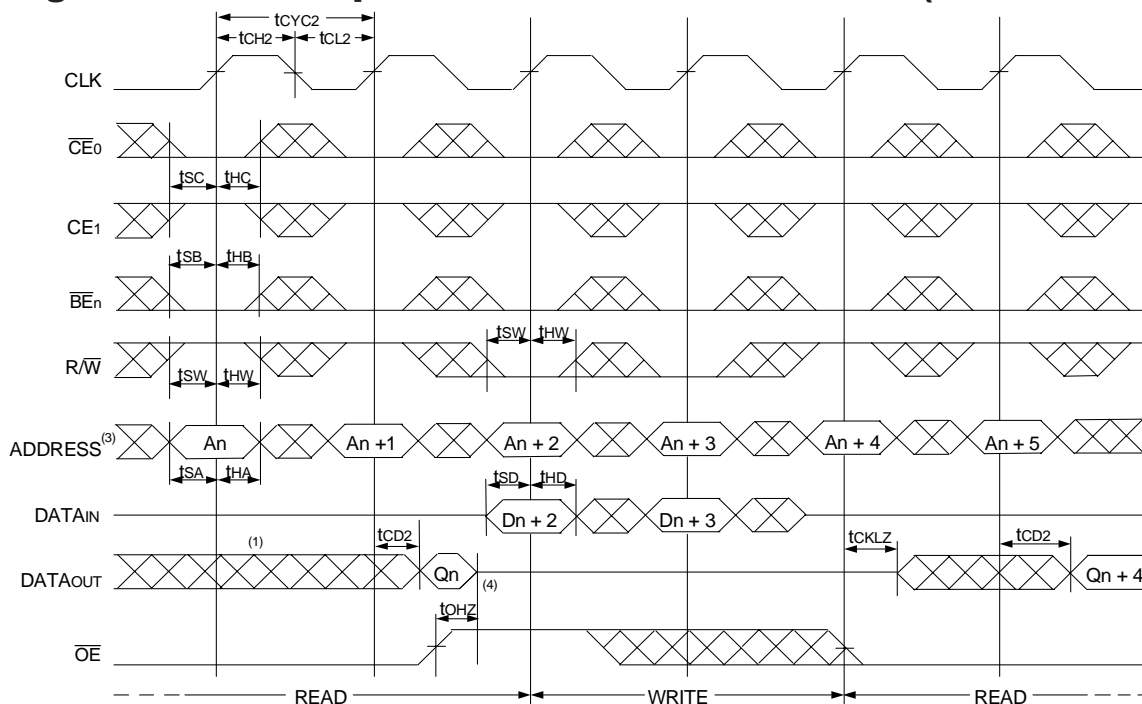 tCYC2
tCH2 tCL2
CLK
CE0
tSC tHC
CE1
tSB tHB
BEn
tSW tHW
R/W
tSW tHW
ADDRESS(3) An An +1 An + 2 An + 3 An + 4 An + 5
tSA tHA tSD tHD
DATAIN Dn + 2 Dn + 3
(1) tCD2 tCKLZ tCD2
DATAOUT Qn (4) Qn + 4
tOHZ
OE
READ WRITE READ